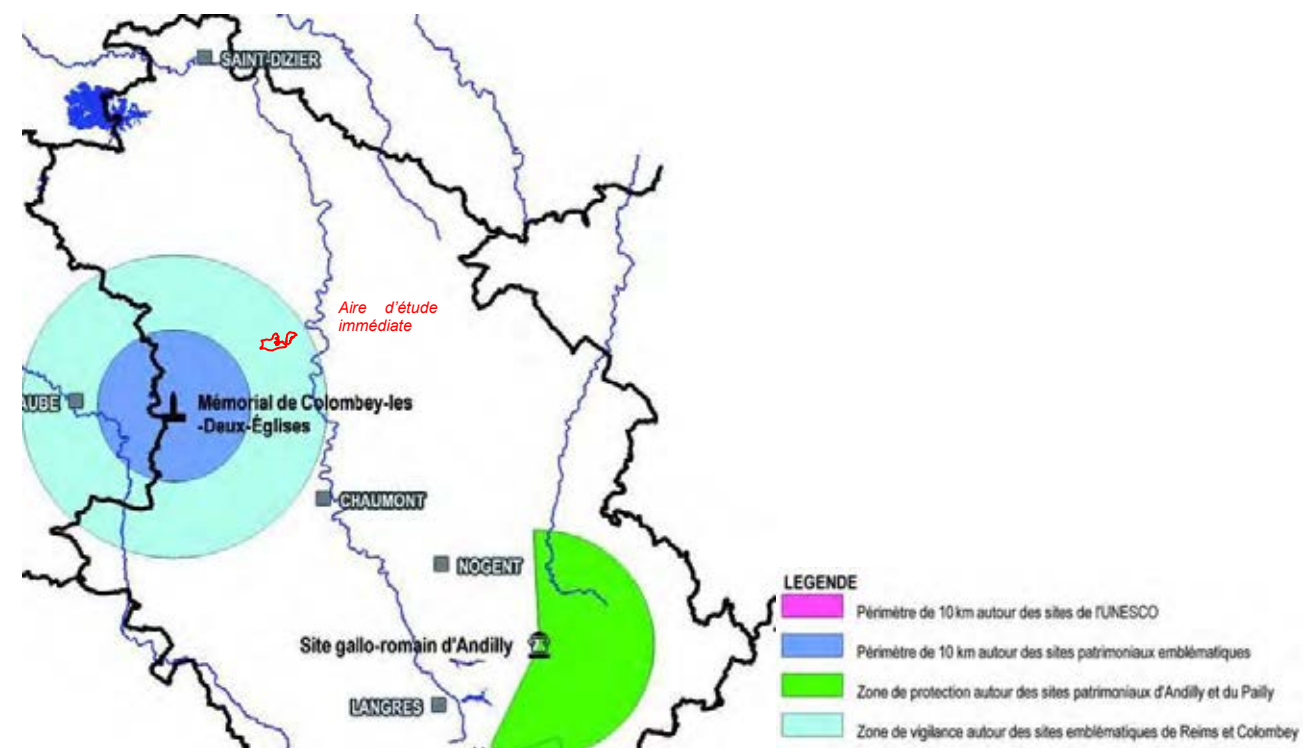 SAINT-DIZIER
Aire d'étude
immédiate
AUBE
Mémorial de Colombey-les
-Deux-Églises
CHAUMONT
NOGENT
Site gallo-romain d'Andilly
LANGRES
LEGENDE
Périmètre de 10 km autour des sites de l'UNESCO
Périmètre de 10 km autour des sites patrimoniaux emblématiques
Zone de protection autour des sites patrimoniaux d'Andilly et du Pailly
Zone de vigilance autour des sites emblématiques de Reims et Colombey